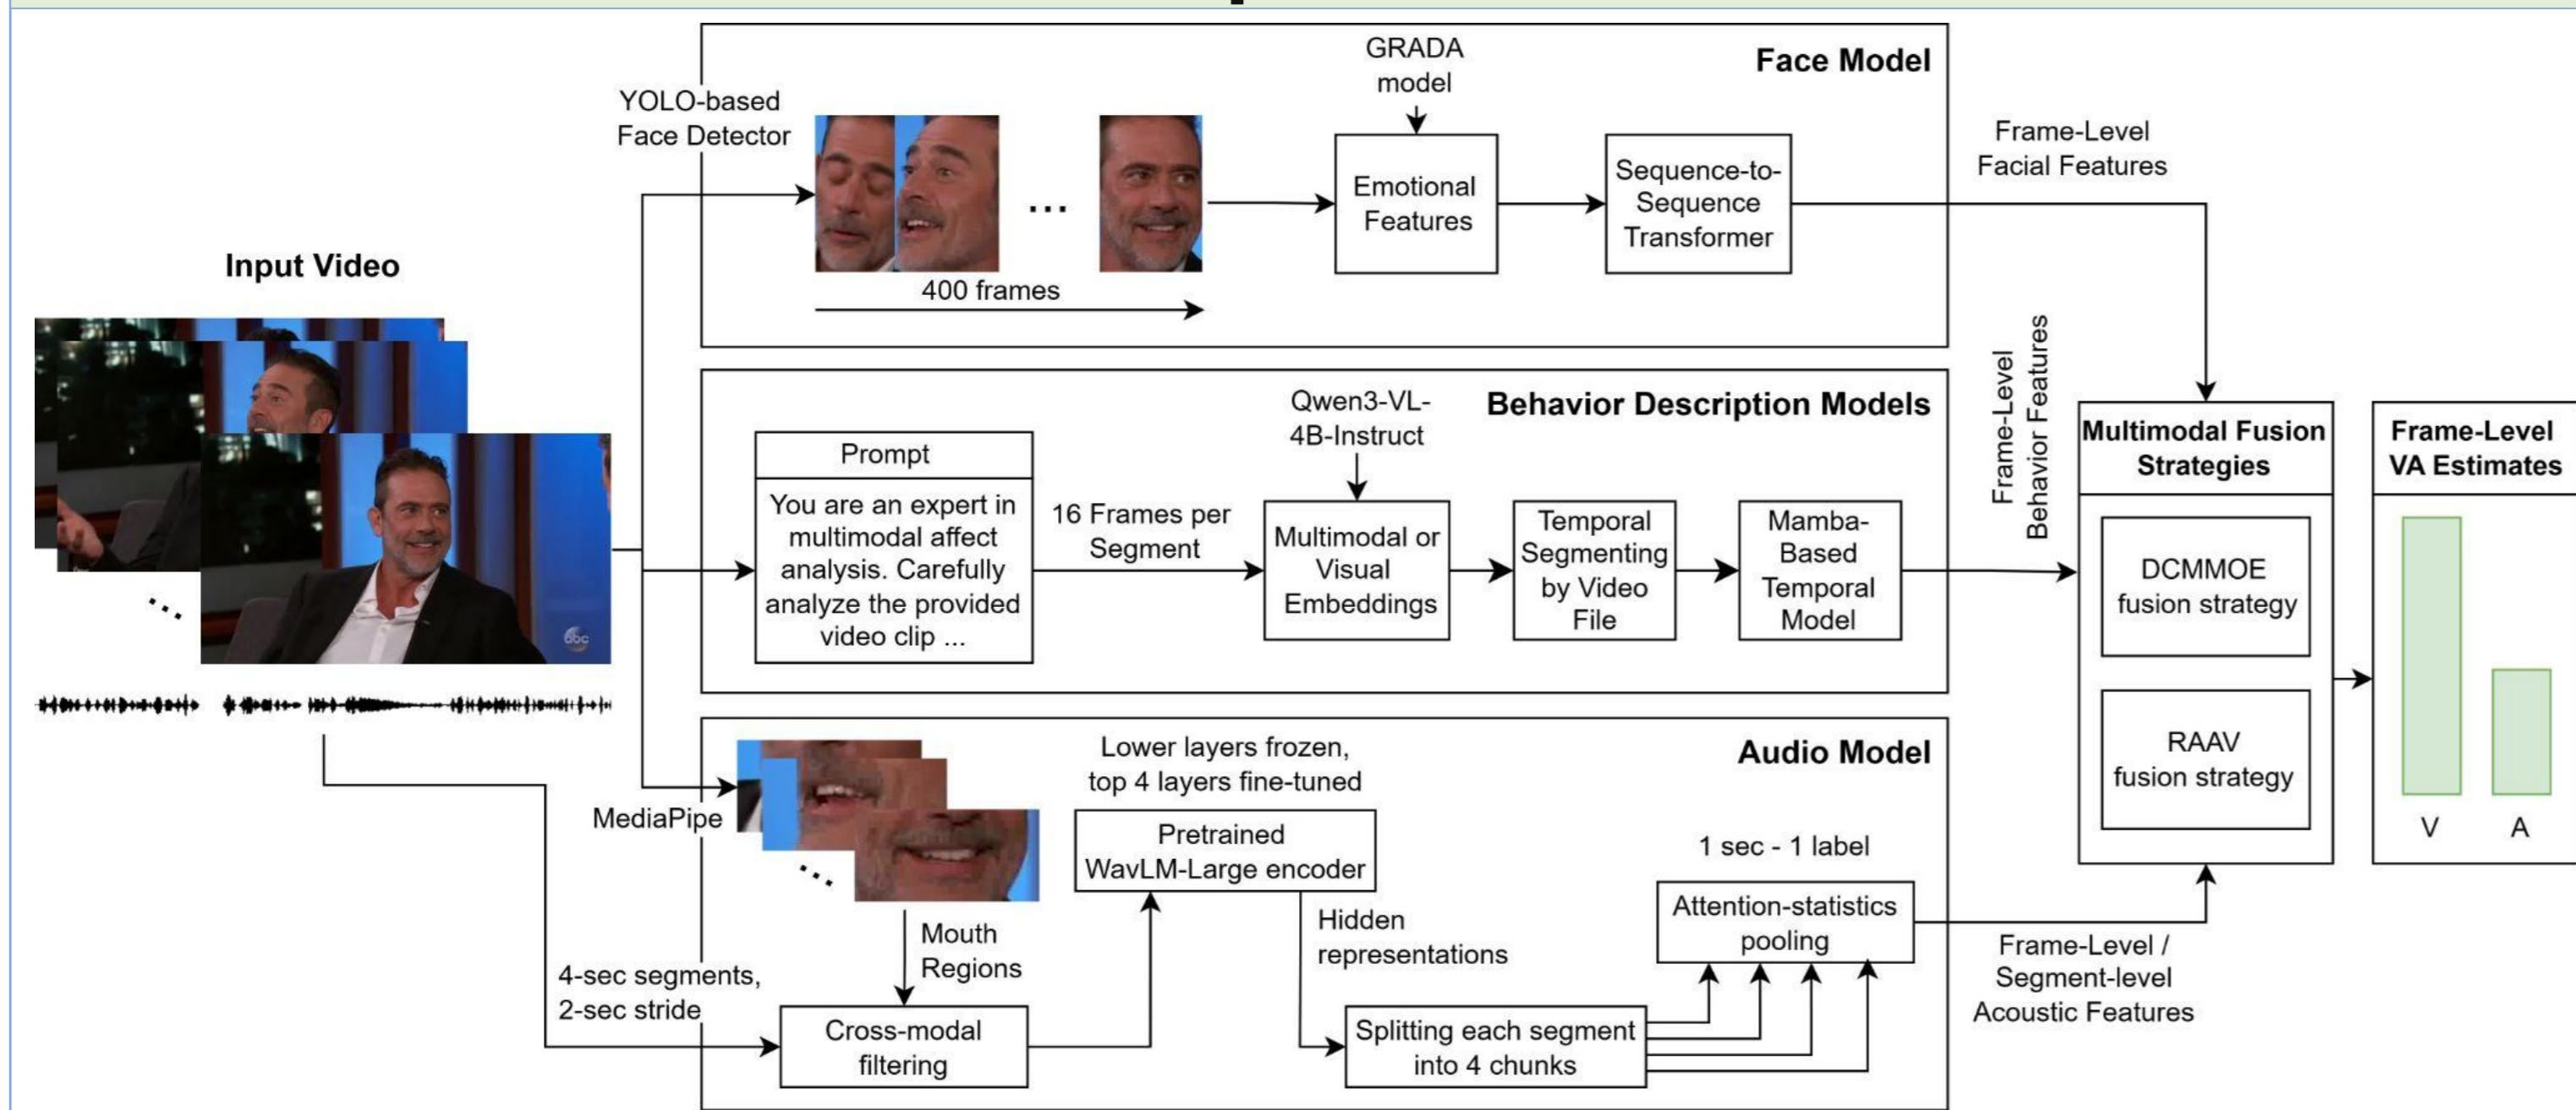 Input Video
abc
YOLO-based
Face Detector
Face Model
400 frames
GRADA
model
Emotional
Features
Sequence-to-
Sequence
Transformer
Frame-Level
Facial Features
Behavior Description Models
Prompt
You are an expert in
multimodal affect
analysis. Carefully
analyze the provided
video clip ...
16 Frames per
Segment
Qwen3-VL-
4B-Instruct
Multimodal or
Visual
Embeddings
Temporal
Segmenting
by Video
File
Mamba-
Based
Temporal
Model
Frame-Level
Behavior Features
Audio Model
MediaPipe
Mouth
Regions
4-sec segments,
2-sec stride
Cross-modal
filtering
Lower layers frozen,
top 4 layers fine-tuned
Pretrained
WavLM-Large encoder
Hidden
representations
Splitting each segment
into 4 chunks
1 sec - 1 label
Attention-statistics
pooling
Frame-Level /
Segment-level
Acoustic Features
Multimodal Fusion
Strategies
DCMMOE
fusion strategy
RAAV
fusion strategy
Frame-Level
VA Estimates
V
A